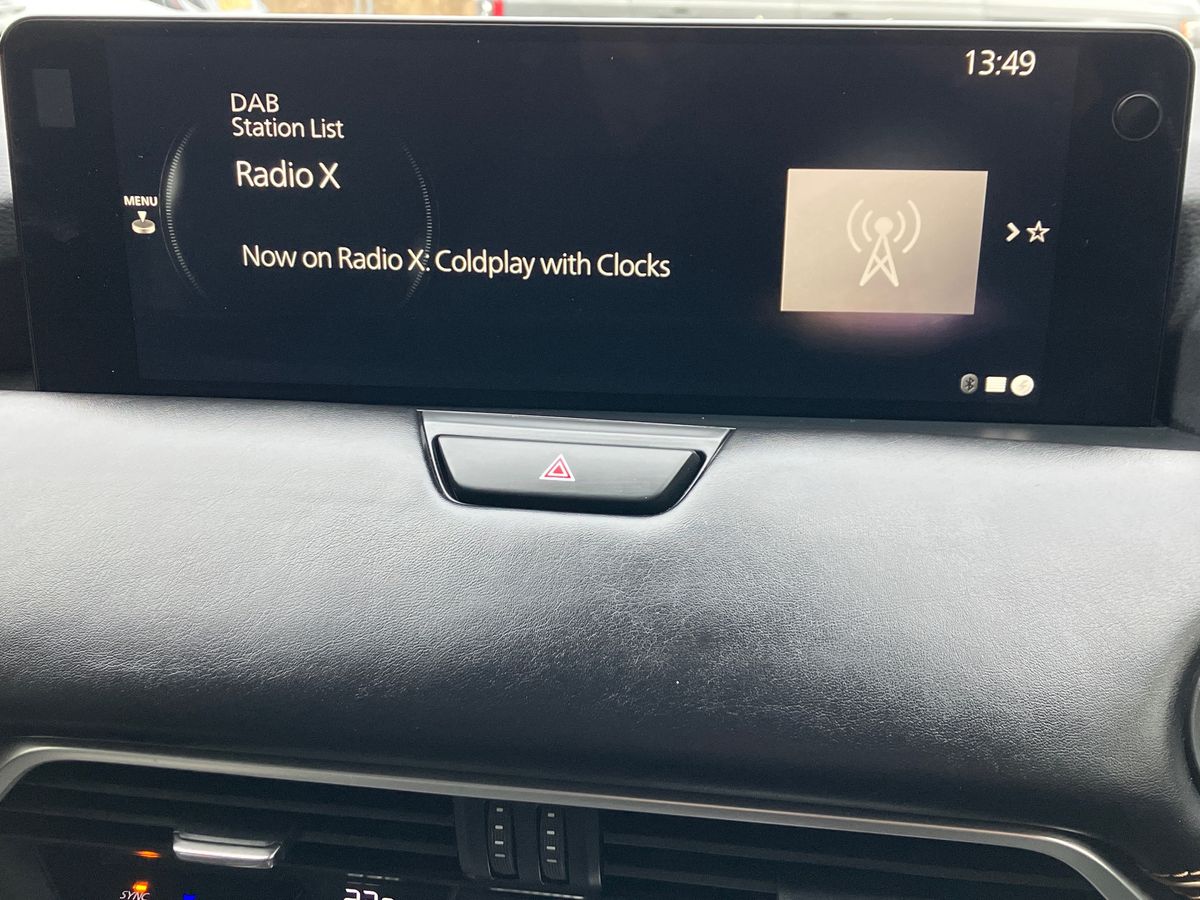 13:49
DAB
Station List
Radio X
MENU
Now on Radio X: Coldplay with Clocks
SYNC